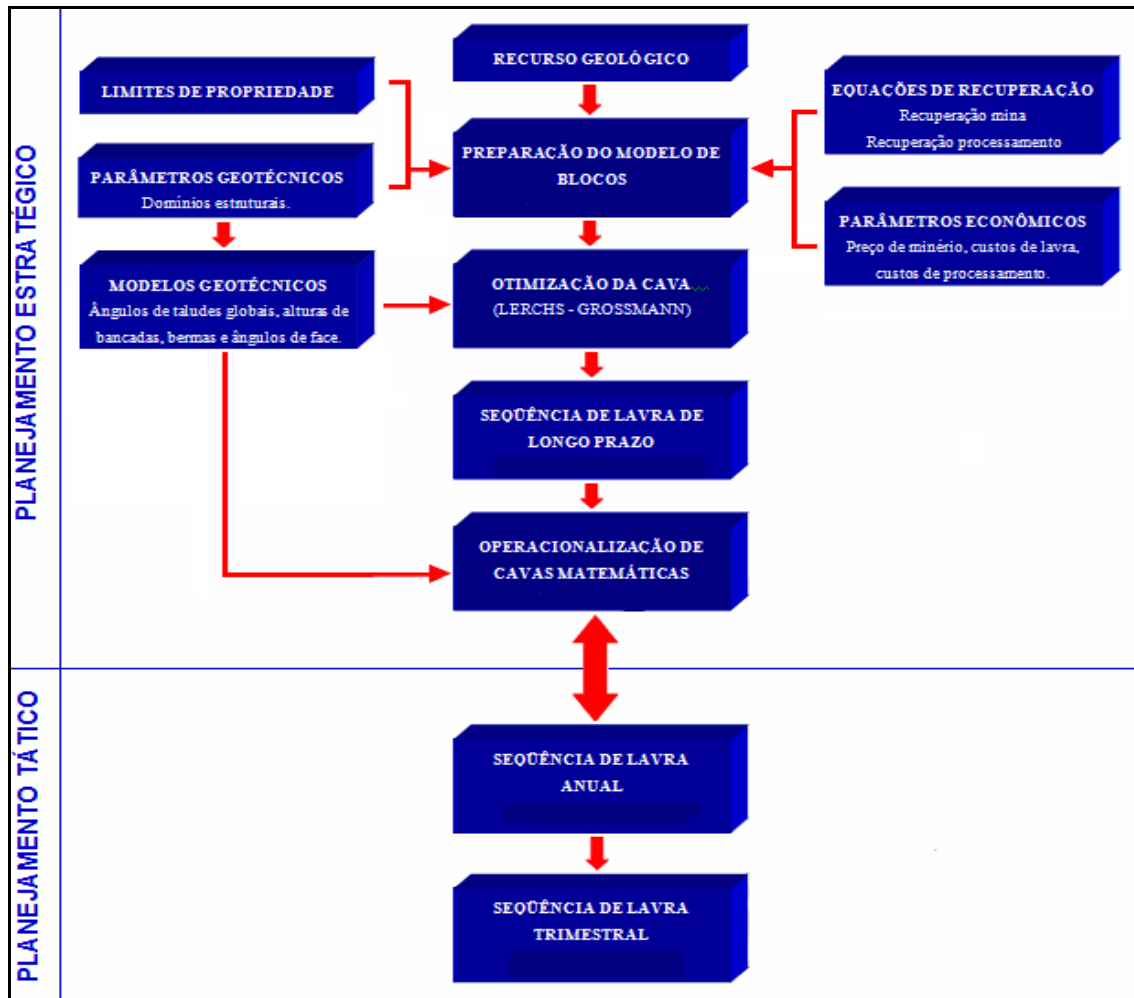 PLANEJAMENTO ESTRATÉGICO
RECURSO GEOLÓGICO
LIMITES DE PROPRIEDADE
EQUAÇÕES DE RECUPERAÇÃO
Recuperação mina
Recuperação processamento
PREPARAÇÃO DO MODELO DE
BLOCOS
PARÂMETROS GEOTÉCNICOS
Domínios estruturais.
PARÂMETROS ECONÔMICOS
Preço de minério, custos de lavra,
custos de processamento.
MODELOS GEOTÉCNICOS
Ângulos de taludes globais, alturas de
bancadas, bermas e ângulos de face.
OTIMIZAÇÃO DA CAVA
(LERCHS - GROSSMANN)
SEQÜÊNCIA DE LAVRA DE
LONGO PRAZO
OPERACIONALIZAÇÃO DE
CAVAS MATEMÁTICAS
PLANEJAMENTO TÁTICO
SEQÜÊNCIA DE LAVRA
ANUAL
SEQÜÊNCIA DE LAVRA
TRIMESTRAL